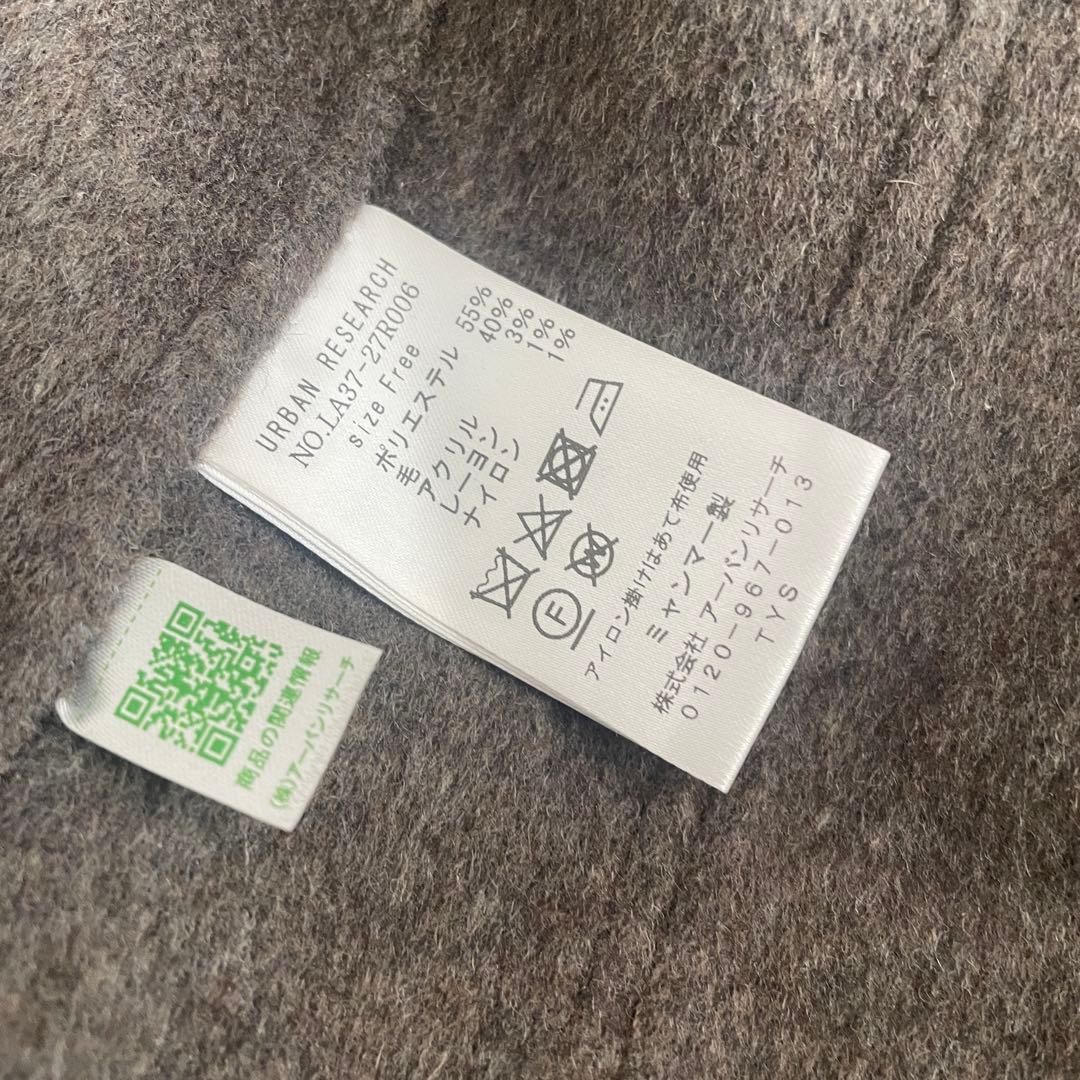 URBAN RESEARCH
NO.LA37-27R006
size Free
ポリエステル 55%
毛 40%
アクリル 3%
レーヨン 1%
ナイロン 1%
F
アイロン掛けはあて布使用
ミャンマー製
株式会社 アーバンリサーチ
0120-967-013
TYS
商品の関連情報
(株)アーバンリサーチ